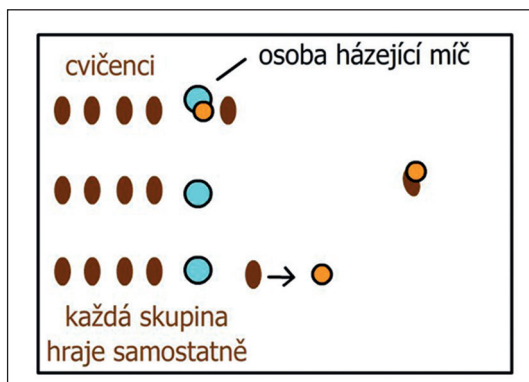 osoba házející míč
cvičenci
každá skupina
hraje samostatně